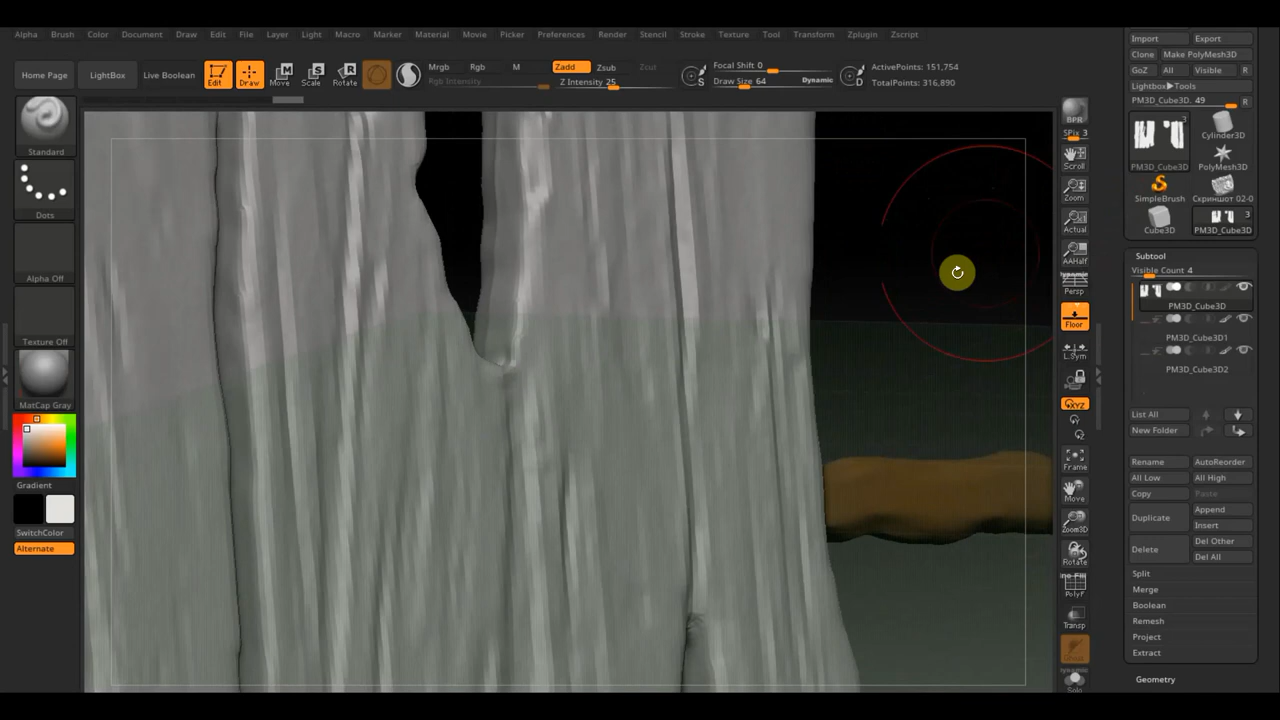 Alpha Brush Color Document Draw Edit File Layer Light Macro Marker Material Movie Picker Preferences Render Stencil Stroke Texture Tool Transform Zplugin Zscript
Home Page LightBox Live Boolean Edit Draw Move Scale Rotate
Mrgb Rgb M Zadd Zsub Zcut
Rgb Intensity Z Intensity 25
Focal Shift 0
Draw Size 64 Dynamic
S D
ActivePoints: 151,754
TotalPoints: 316,890
Standard
Dots
Alpha Off
Texture Off
MatCap Gray
Gradient
SwitchColor
Alternate
BPR
SPix 3
Scroll
Zoom
Actual
AAHalf
Dynamic
Persp
Floor
L.Sym
XYZ
Frame
Move
Zoom3D
Rotate
Line Fill
PolyF
Transp
Solo
Import Export
Clone Make PolyMesh3D
GoZ All Visible R
Lightbox▶Tools
PM3D_Cube3D. 49 R
3
PM3D_Cube3D Cylinder3D
PolyMesh3D
SimpleBrush Скриншот 02-0
3
Cube3D PM3D_Cube3D
Subtool
Visible Count 4
PM3D_Cube3D
PM3D_Cube3D1
PM3D_Cube3D2
List All
New Folder
Rename AutoReorder
All Low All High
Copy Paste
Duplicate Append
Insert
Delete Del Other
Del All
Split
Merge
Boolean
Remesh
Project
Extract
Geometry